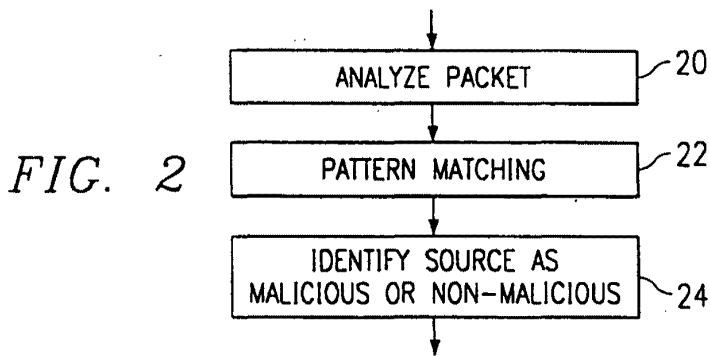 ANALYZE PACKET
20
FIG. 2
PATTERN MATCHING
22
IDENTIFY SOURCE AS
MALICIOUS OR NON-MALICIOUS
24